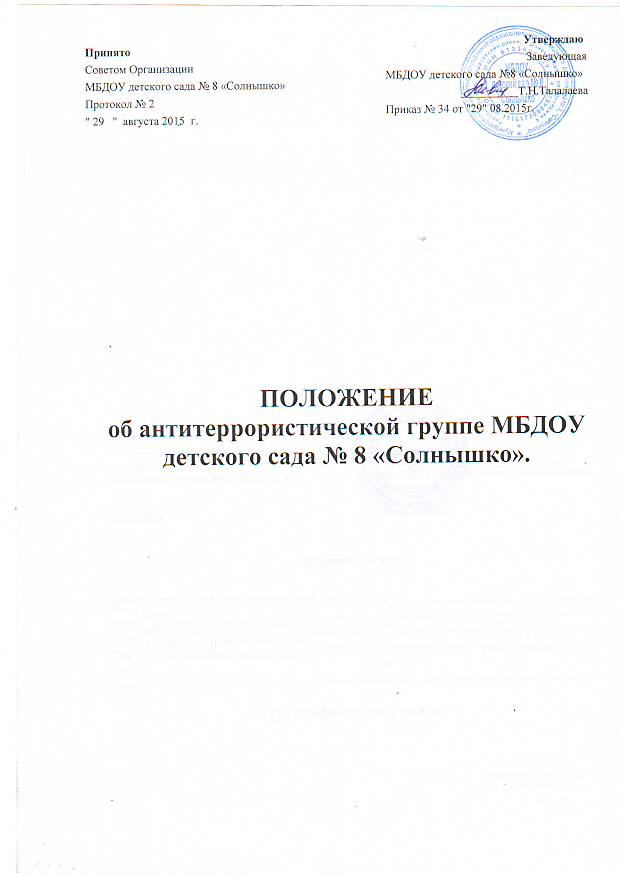 Принято
Советом Организации
МБДОУ детского сада № 8 «Солнышко»
Протокол № 2
" 29 " августа 2015 г.
Утверждаю
Заведующая
МБДОУ детского сада №8 «Солнышко»
Т.Н.Талалаева
Приказ № 34 от "29" 08.2015г.
МБДОУ
ПОЛОЖЕНИЕ
об антитеррористической группе МБДОУ
детского сада № 8 «Солнышко».